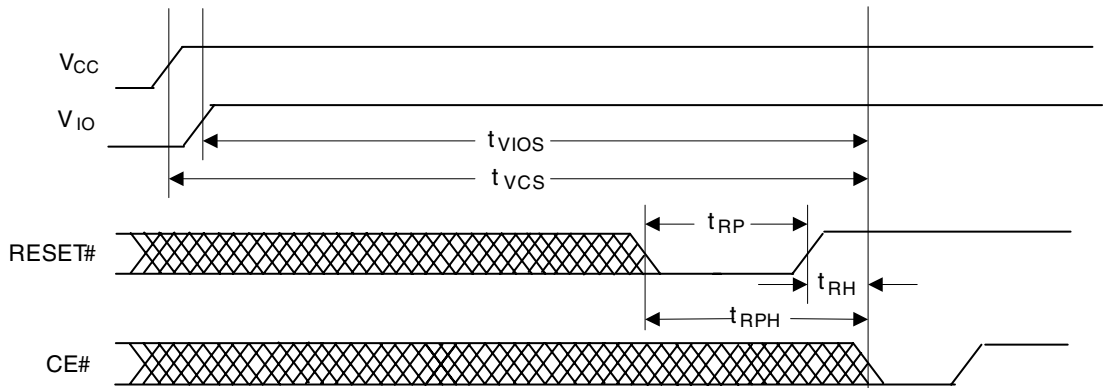 VCC
VIO
tVIOS
tVCS
tRP
RESET#
tRH
tRPH
CE#